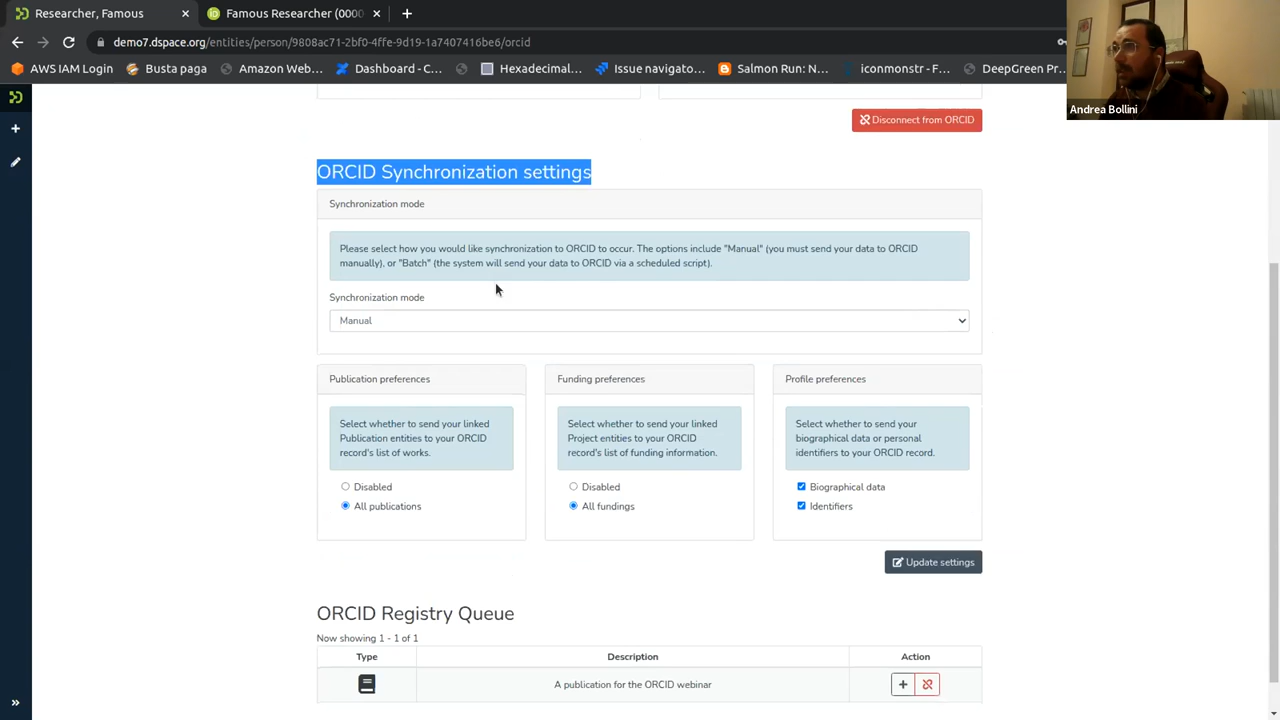 Researcher, Famous
Famous Researcher (0000
demo7.dspace.org/entities/person/9808ac71-2bf0-4ffe-9d19-1a7407416be6/orcid
AWS IAM Login
Busta paga
Amazon Web...
Dashboard - C...
Hexadecimal...
Issue navigato...
Salmon Run: N...
iconmonstr - F...
DeepGreen Pr...
Andrea Bollini
Disconnect from ORCID
ORCID Synchronization settings
Synchronization mode
Please select how you would like synchronization to ORCID to occur. The options include "Manual" (you must send your data to ORCID
manually), or "Batch" (the system will send your data to ORCID via a scheduled script).
Synchronization mode
Manual
Publication preferences
Select whether to send your linked
Publication entities to your ORCID
record's list of works.
Disabled
All publications
Funding preferences
Select whether to send your linked
Project entities to your ORCID
record's list of funding information.
Disabled
All fundings
Profile preferences
Select whether to send your
biographical data or personal
identifiers to your ORCID record.
Biographical data
Identifiers
Update settings
ORCID Registry Queue
Now showing 1 - 1 of 1
Type Description Action
A publication for the ORCID webinar